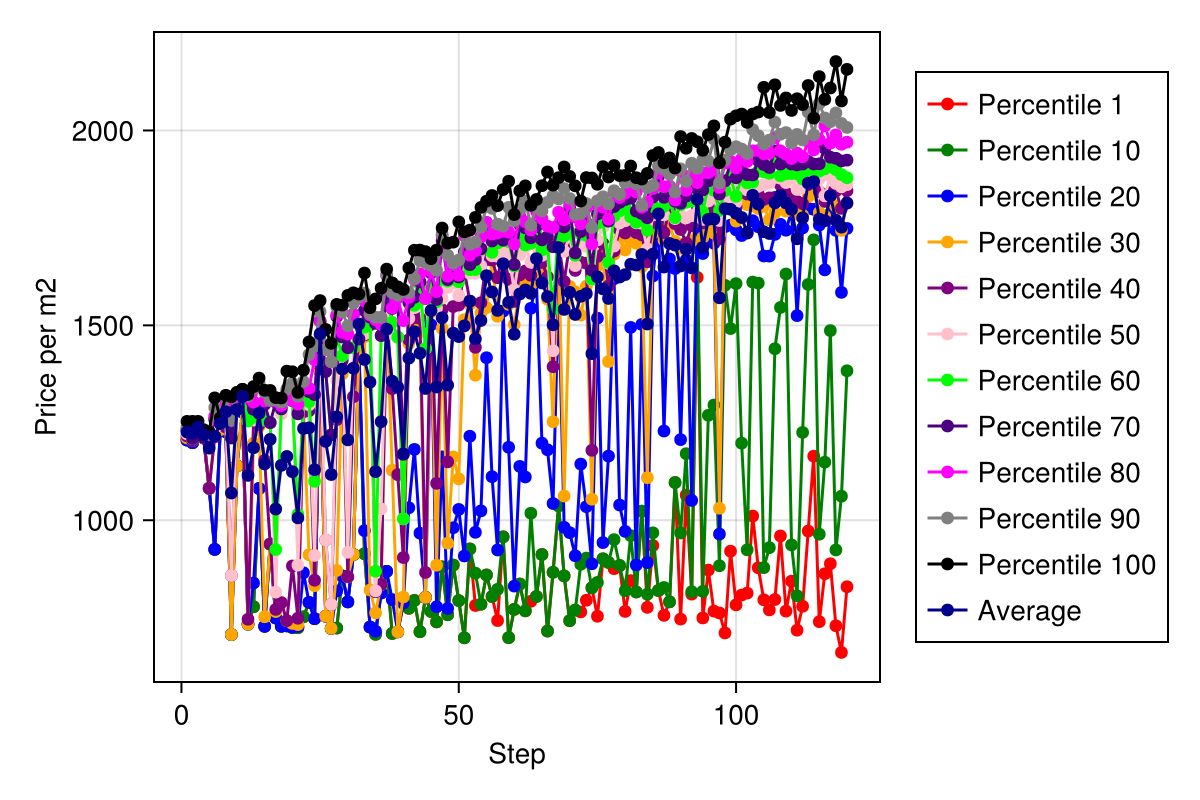 2000
1500
1000
0
50
100
Step
Price per m2
Percentile 1
Percentile 10
Percentile 20
Percentile 30
Percentile 40
Percentile 50
Percentile 60
Percentile 70
Percentile 80
Percentile 90
Percentile 100
Average